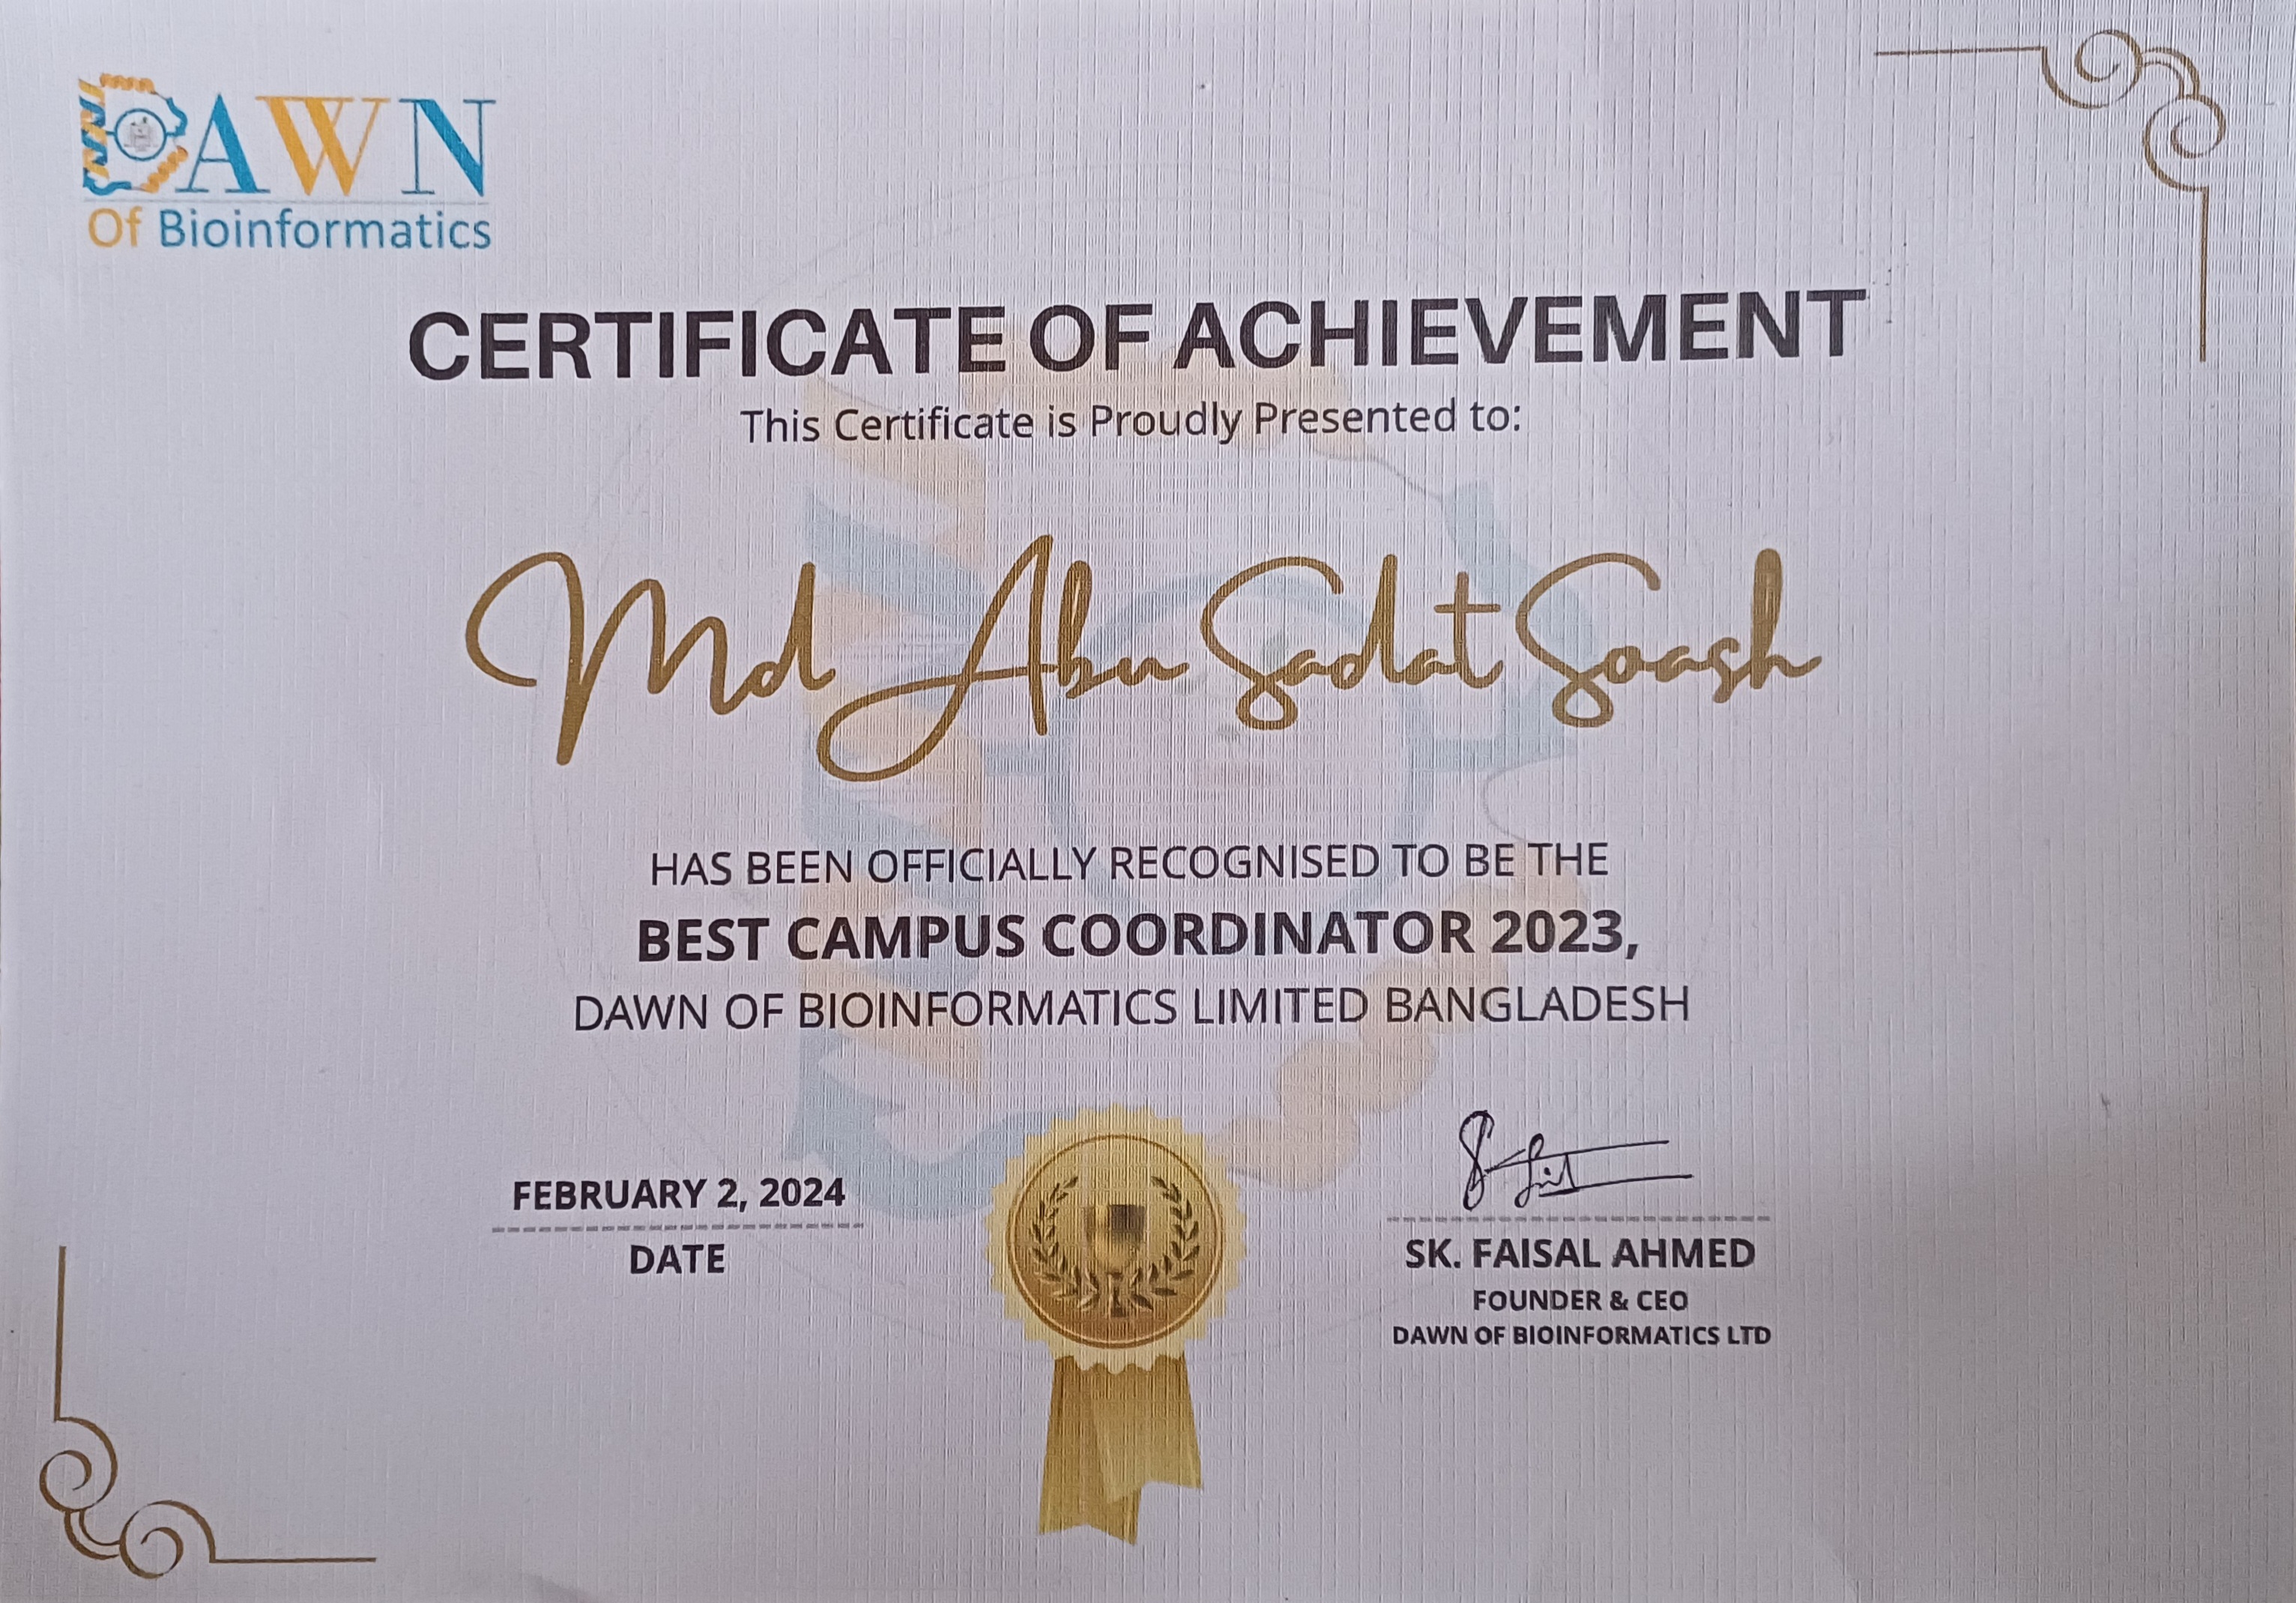 DAWN
Of Bioinformatics
CERTIFICATE OF ACHIEVEMENT
This Certificate is Proudly Presented to:
Md Abu Sadat Soash
HAS BEEN OFFICIALLY RECOGNISED TO BE THE
BEST CAMPUS COORDINATOR 2023,
DAWN OF BIOINFORMATICS LIMITED BANGLADESH
FEBRUARY 2, 2024
DATE
SK. FAISAL AHMED
FOUNDER & CEO
DAWN OF BIOINFORMATICS LTD